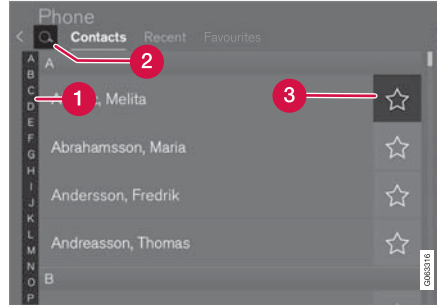 Phone
< Contacts Recent Favourites
2
A
A
B
C
D
E
F
G
H
I
J
K
L
M
N
O
P
1
, Melita
3
Abrahamsson, Maria
Andersson, Fredrik
Andreasson, Thomas
B
G063316